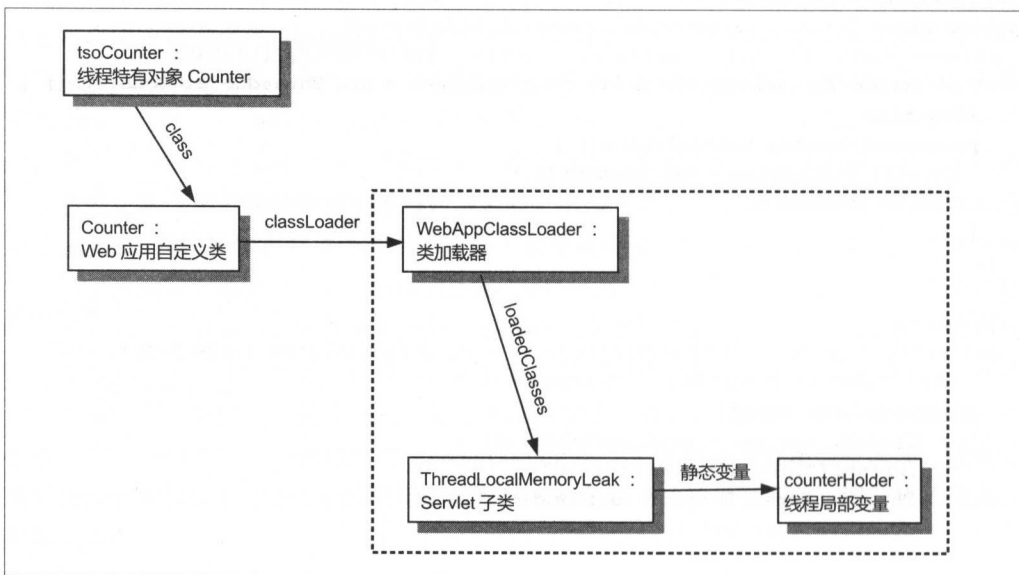 tsoCounter :
线程特有对象 Counter
class
Counter :
Web 应用自定义类
classLoader
WebAppClassLoader :
类加载器
loadedClasses
ThreadLocalMemoryLeak :
Servlet 子类
静态变量
counterHolder :
线程局部变量